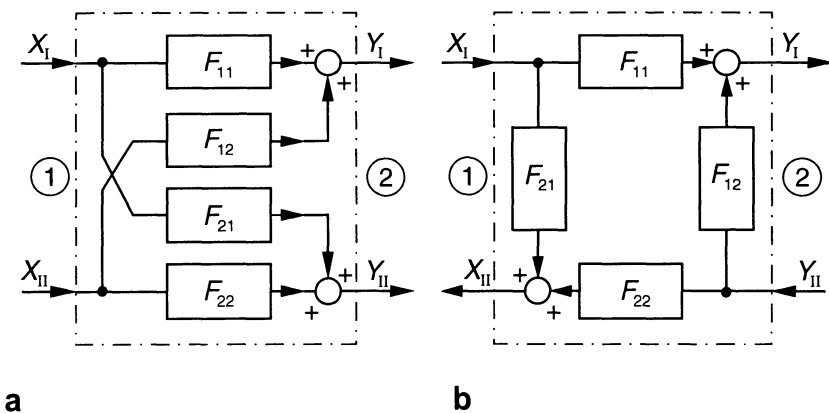 X_I
F_11
+
+
Y_I
F_12
1
2
F_21
X_II
F_22
+
+
Y_II
a
X_I
F_11
+
+
Y_I
1
F_21
F_12
2
X_II
+
+
F_22
Y_II
b